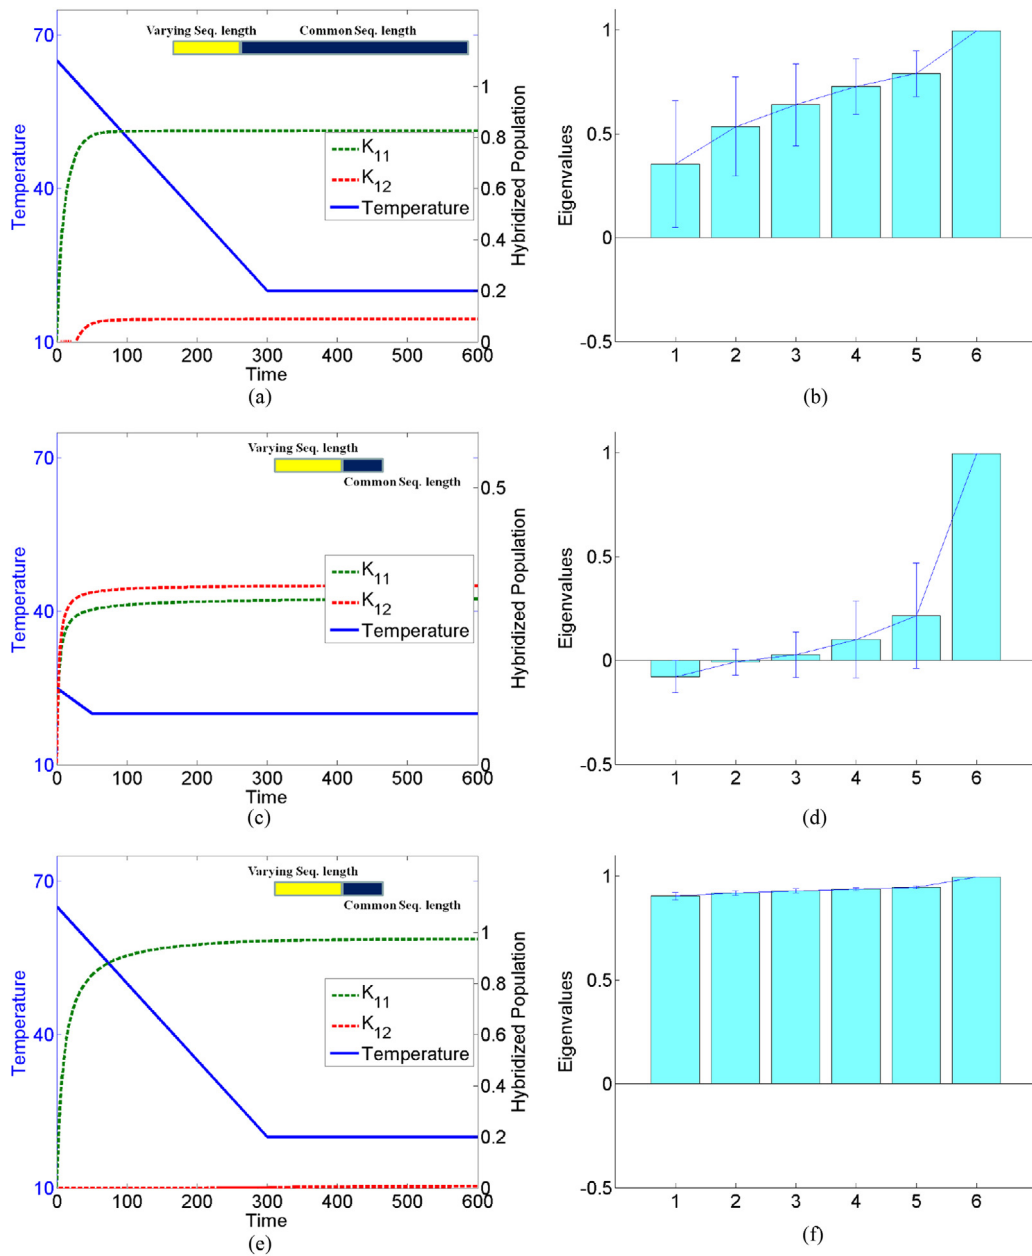 70
40
10
Temperature
Varying Seq. length
Common Seq. length
1
0.8
0.6
0.4
0.2
0
Hybridized Population
K11
K12
Temperature
0 100 200 300 400 500 600
Time
(a)
1
0.5
0
-0.5
Eigenvalues
1 2 3 4 5 6
(b)
70
40
10
Temperature
Varying Seq. length
Common Seq. length
0.5
0
Hybridized Population
K11
K12
Temperature
0 100 200 300 400 500 600
Time
(c)
1
0.5
0
-0.5
Eigenvalues
1 2 3 4 5 6
(d)
70
40
10
Temperature
Varying Seq. length
Common Seq. length
1
0.8
0.6
0.4
0.2
0
Hybridized Population
K11
K12
Temperature
0 100 200 300 400 500 600
Time
(e)
1
0.5
0
-0.5
Eigenvalues
1 2 3 4 5 6
(f)